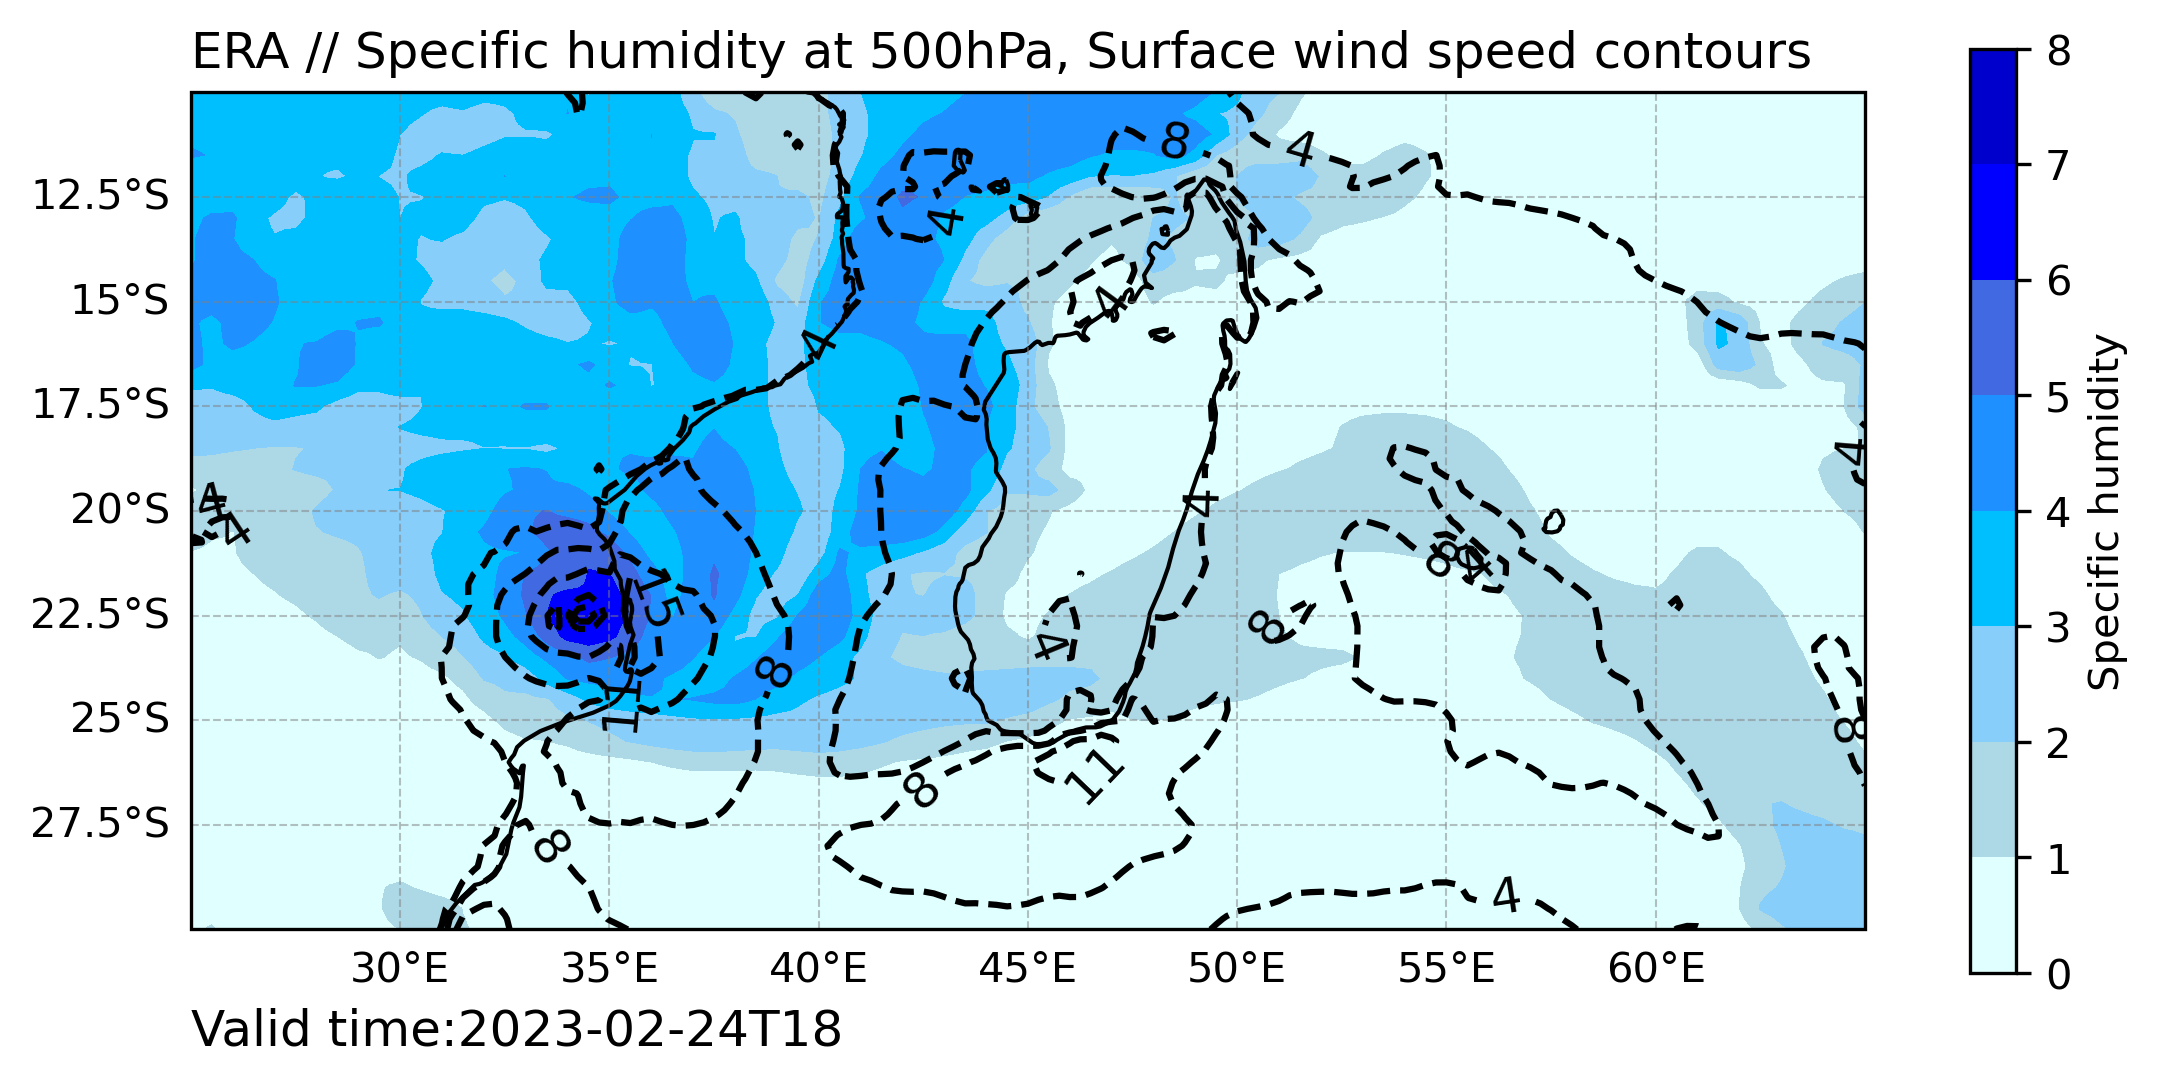 ERA // Specific humidity at 500hPa, Surface wind speed contours
8
7
6
5
4
3
2
1
0
Specific humidity
12.5°S
15°S
17.5°S
20°S
22.5°S
25°S
27.5°S
8
4
4
4
4
4
4
4
4
15
8
4
8
4
8
11
8
11
8
8
8
4
30°E
35°E
40°E
45°E
50°E
55°E
60°E
Valid time:2023-02-24T18